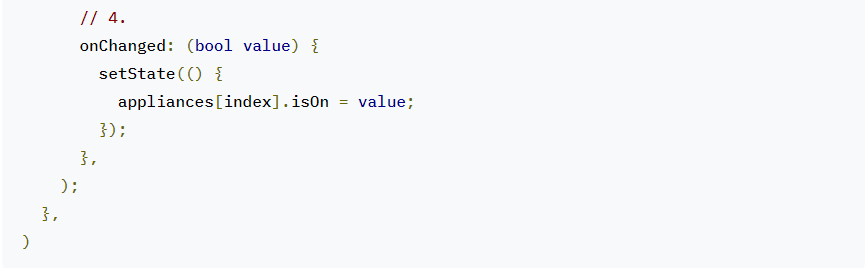 // 4.
onChanged: (bool value) {
setState(() {
appliances[index].isOn = value;
});
},
);
},
)